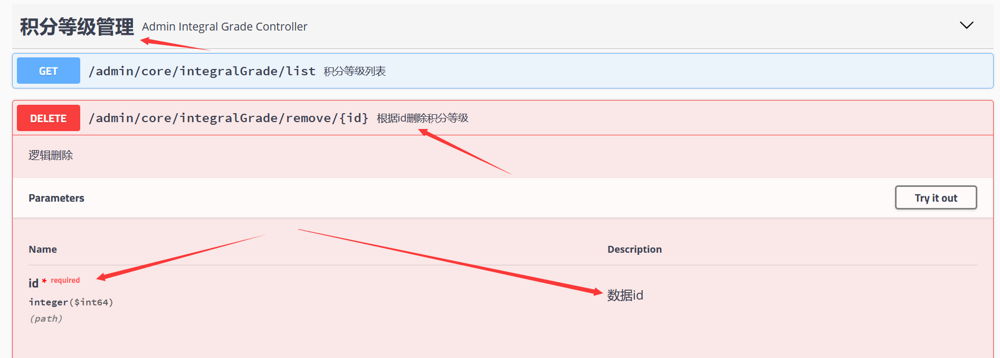 积分等级管理 Admin Integral Grade Controller
GET /admin/core/integralGrade/list 积分等级列表
DELETE /admin/core/integralGrade/remove/{id} 根据id删除积分等级
逻辑删除
Parameters Try it out
Name Description
id * required
数据id
integer($int64)
(path)